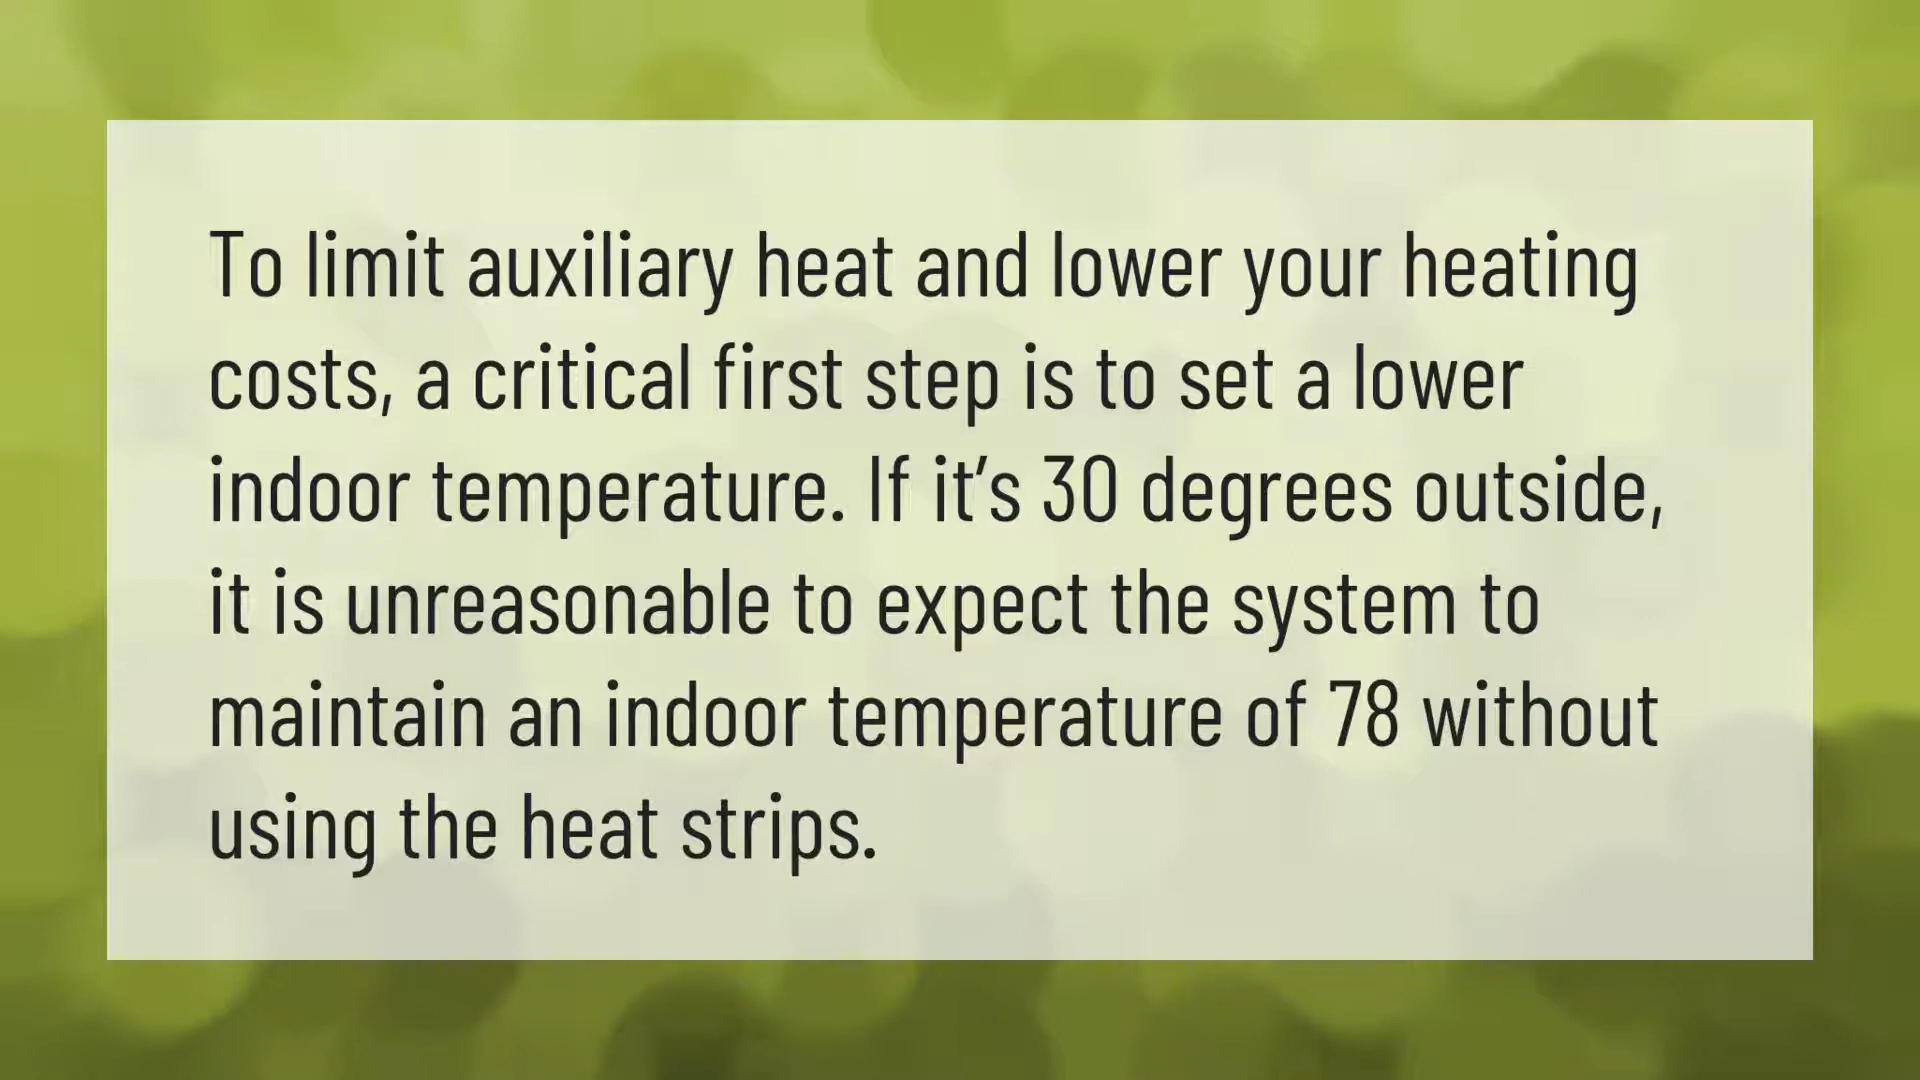 To limit auxiliary heat and lower your heating
costs, a critical first step is to set a lower
indoor temperature. If it’s 30 degrees outside,
it is unreasonable to expect the system to
maintain an indoor temperature of 78 without
using the heat strips.